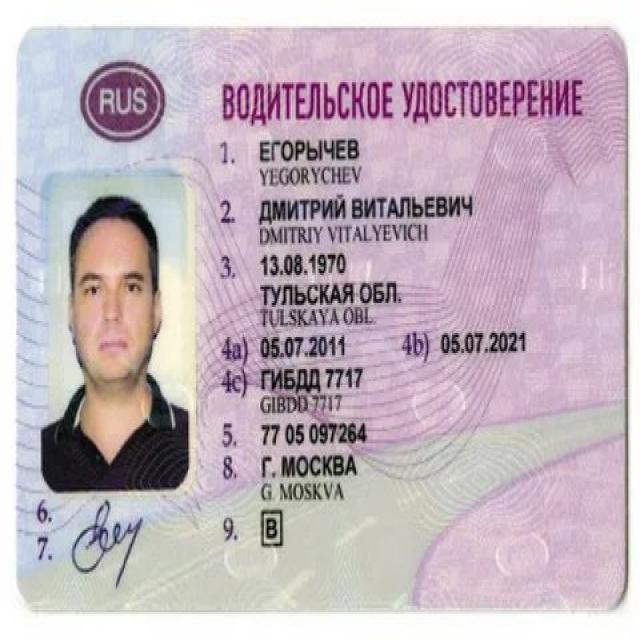 RUS
ВОДИТЕЛЬСКОЕ УДОСТОВЕРЕНИЕ
1. ЕГОРЫЧЕВ
YEGORYCHEV
2. ДМИТРИЙ ВИТАЛЬЕВИЧ
DMITRIY VITALYEVICH
3. 13.08.1970
ТУЛЬСКАЯ ОБЛ.
TULSKAYA OBL.
4a) 05.07.2011 4b) 05.07.2021
4c) ГИБДД 7717
GIBDD 7717
5. 77 05 097264
8. Г. МОСКВА
G. MOSKVA
6.
7.
9. B